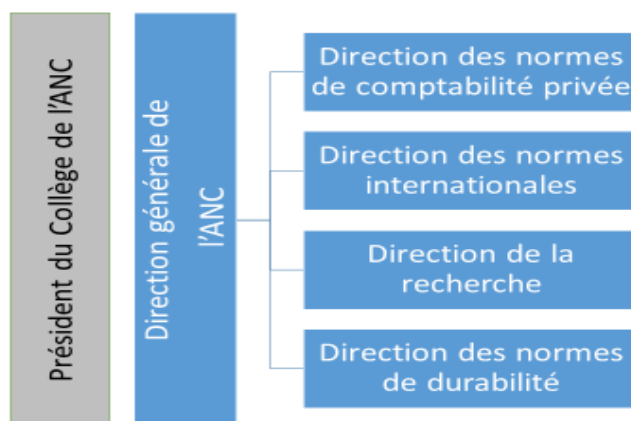 Président du Collège de l’ANC
Direction générale de
l’ANC
Direction des normes
de comptabilité privée
Direction des normes
internationales
Direction de la
recherche
Direction des normes
de durabilité